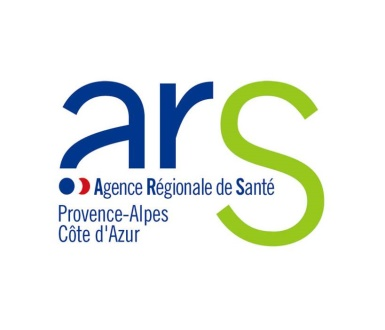 ars
Agence Régionale de Santé
Provence-Alpes
Côte d'Azur